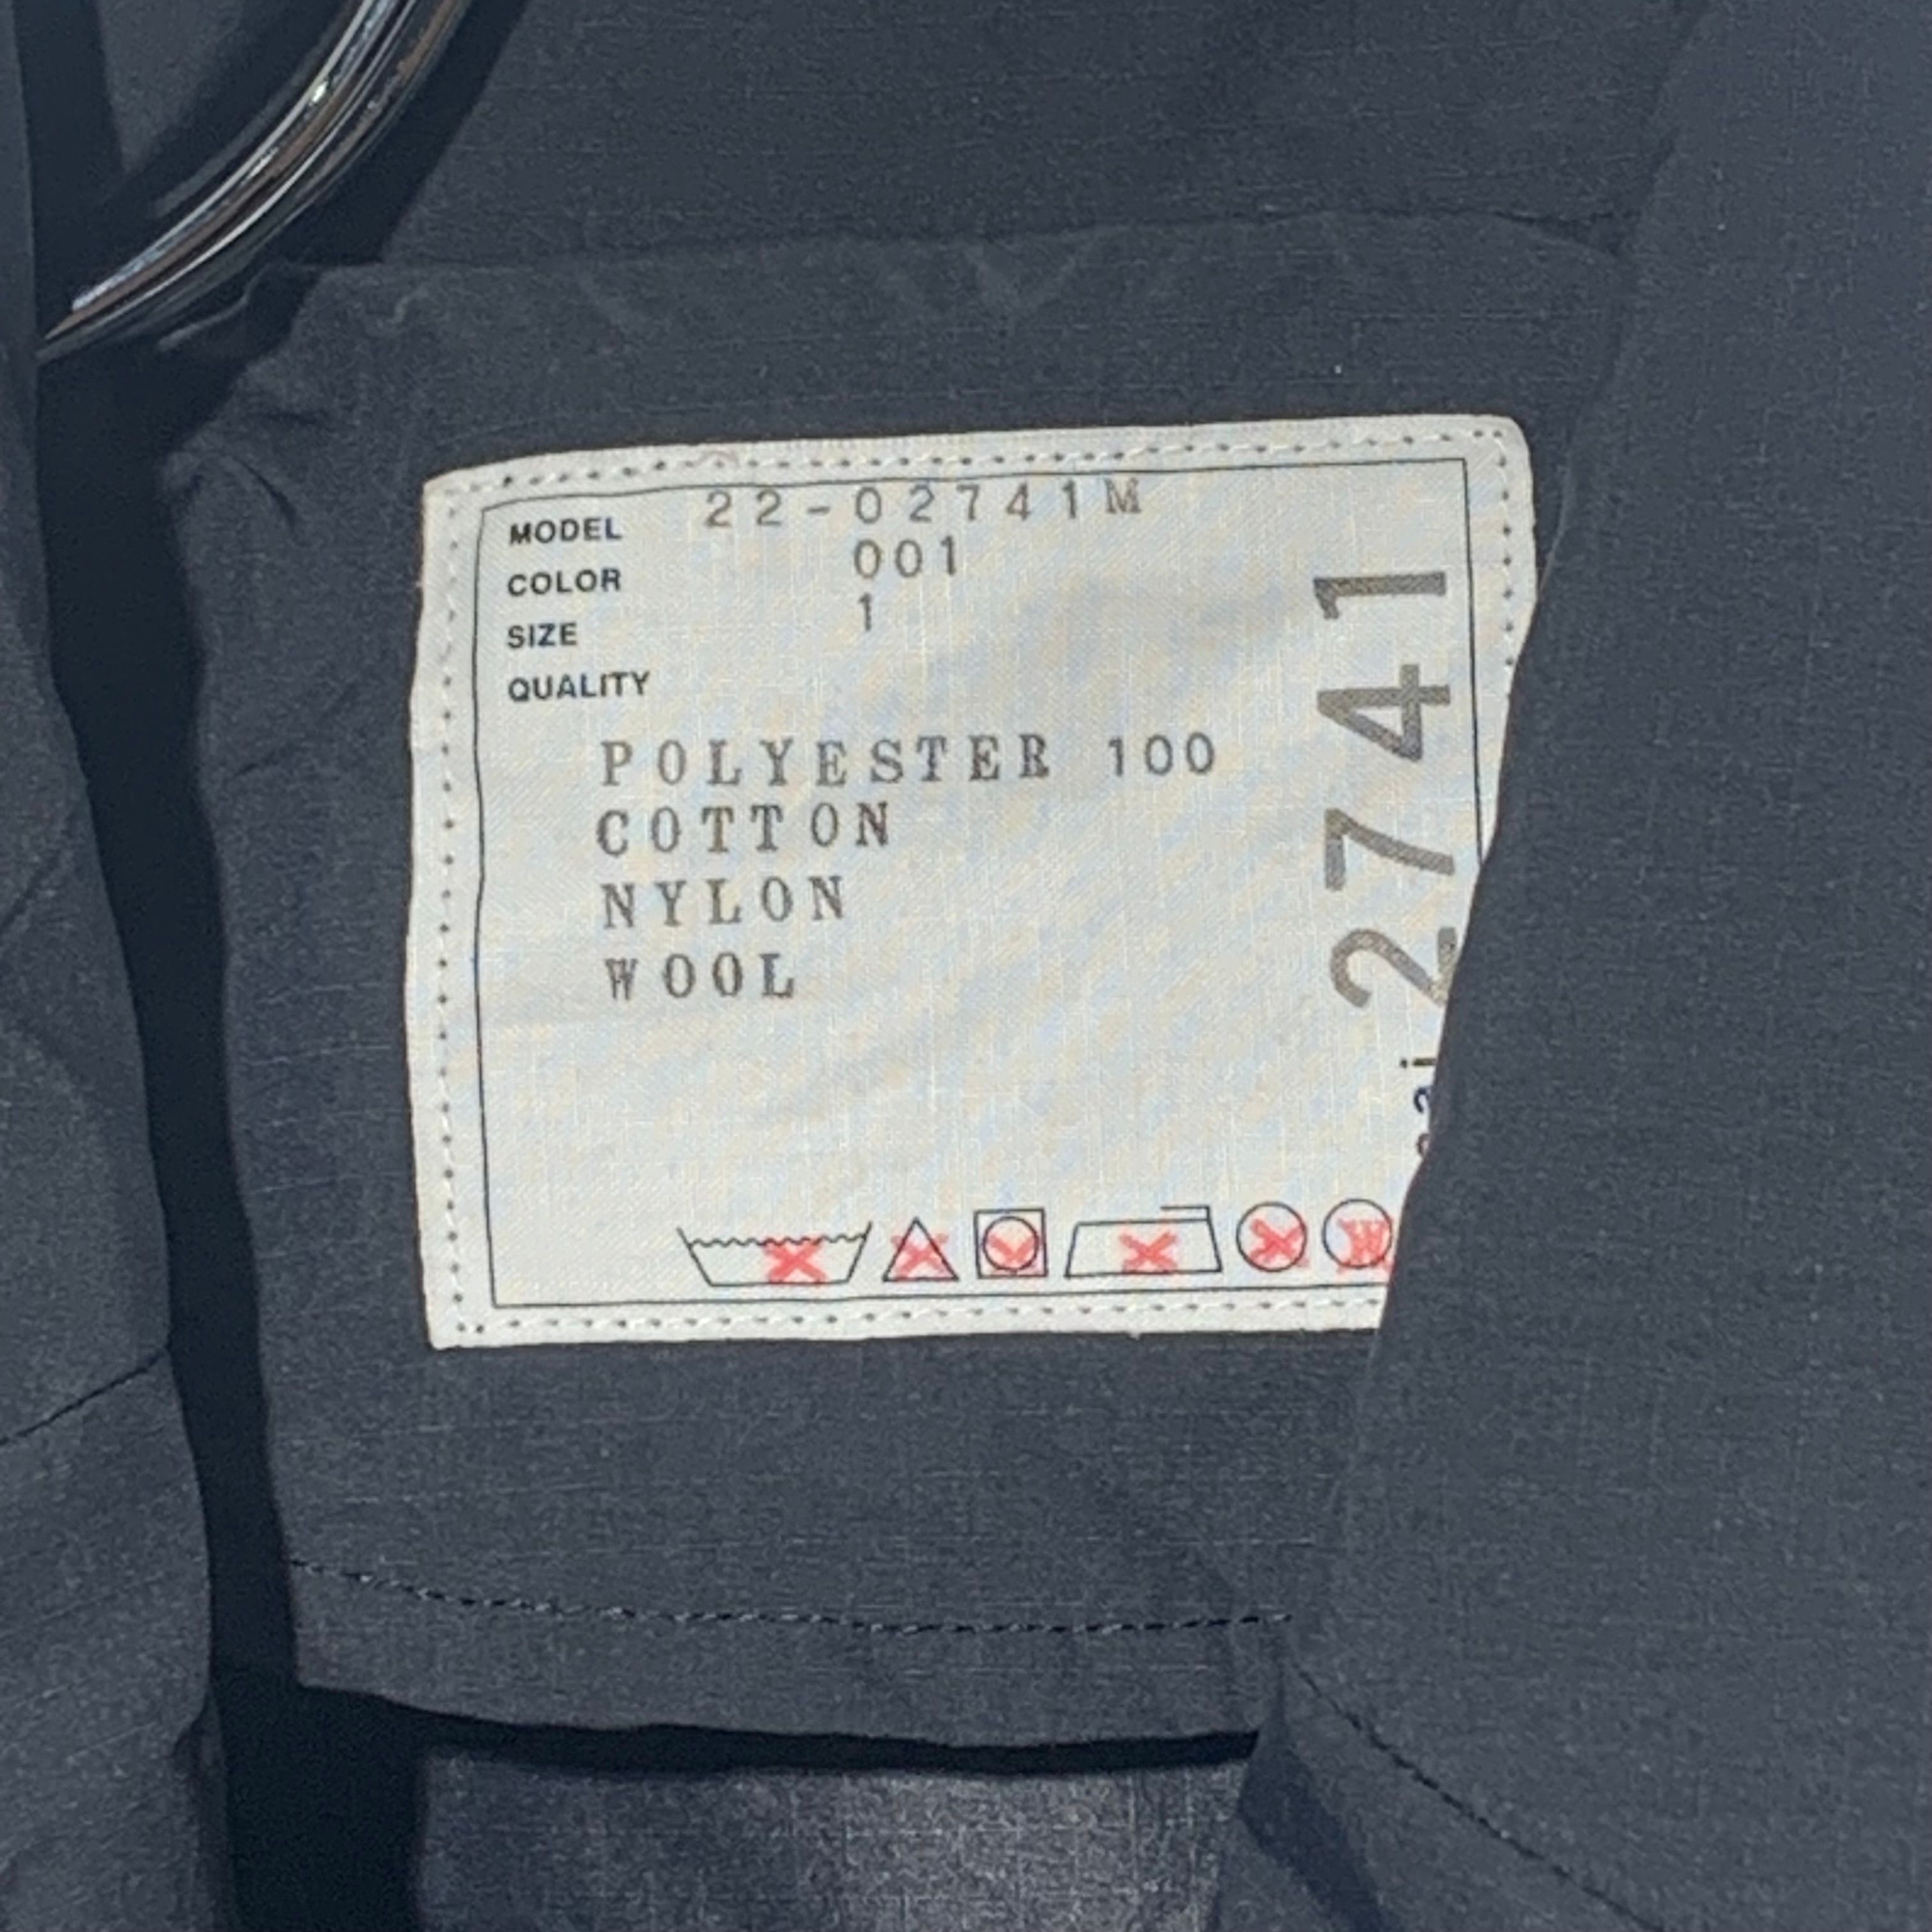 MODEL 22-02741M
COLOR 001
SIZE 1
QUALITY
POLYESTER 100
COTTON
NYLON
WOOL
2741
W